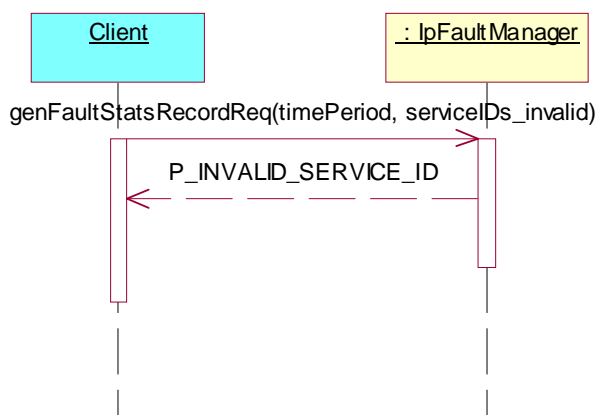 Client
: IpFaultManager
genFaultStatsRecordReq(timePeriod, serviceIDs_invalid)
P_INVALID_SERVICE_ID